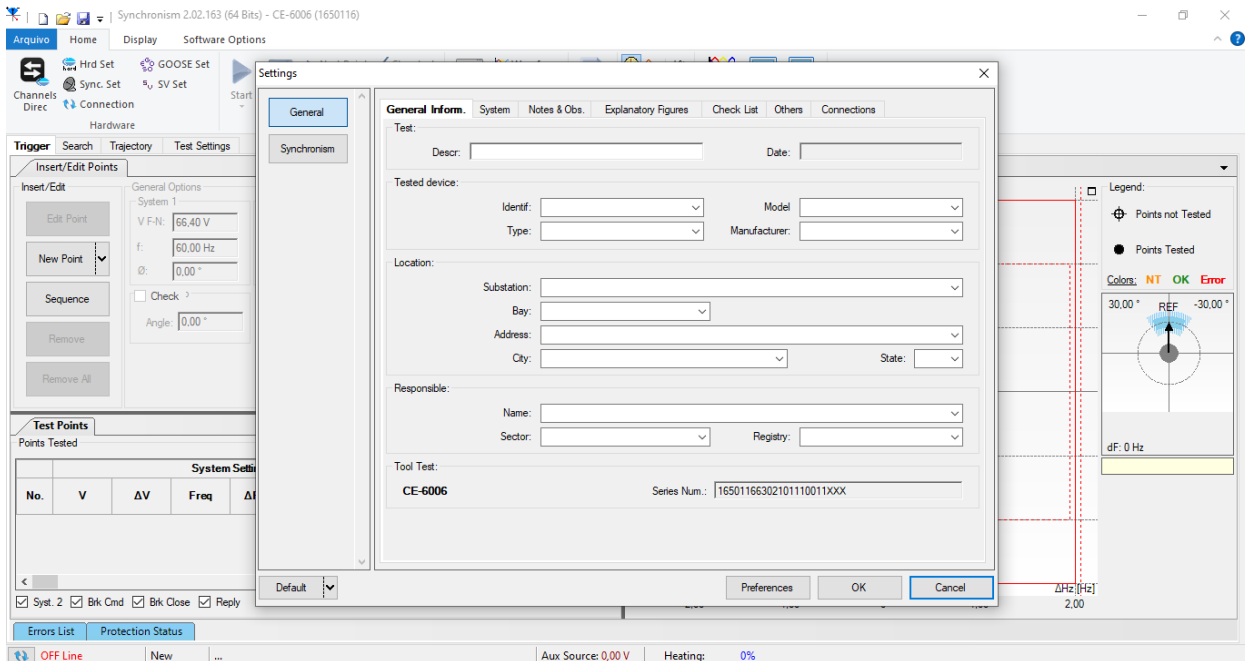 Synchronism 2.02.163 (64 Bits) - CE-6006 (1650116)
Arquivo Home Display Software Options
Hrd Set GOOSE Set
Sync. Set SV Set
Channels Direc Connection Start
Hardware
Trigger Search Trajectory Test Settings
Insert/Edit Points
Insert/Edit General Options
System 1
Edit Point V F-N: 66,40 V
New Point f: 60,00 Hz
Ø: 0,00 °
Sequence Check
Angle: 0,00 °
Remove
Remove All
Test Points
Points Tested
System Settin
No. V ΔV Freq
Syst. 2 Brk Cmd Brk Close Reply
Errors List Protection Status
OFF Line New ... Aux Source: 0,00 V Heating: 0%
Settings
General
Synchronism
General Inform. System Notes & Obs. Explanatory Figures Check List Others Connections
Test:
Descr: Date:
Tested device:
Identif: Model
Type: Manufacturer:
Location:
Substation:
Bay:
Address:
City: State:
Responsible:
Name:
Sector: Registry:
Tool Test:
CE-6006 Series Num.: 16501166302101110011XXX
Default Preferences OK Cancel
Legend:
Points not Tested
Points Tested
Colors: NT OK Error
30,00 ° REF -30,00 °
dF: 0 Hz
ΔHz [Hz]
2,00